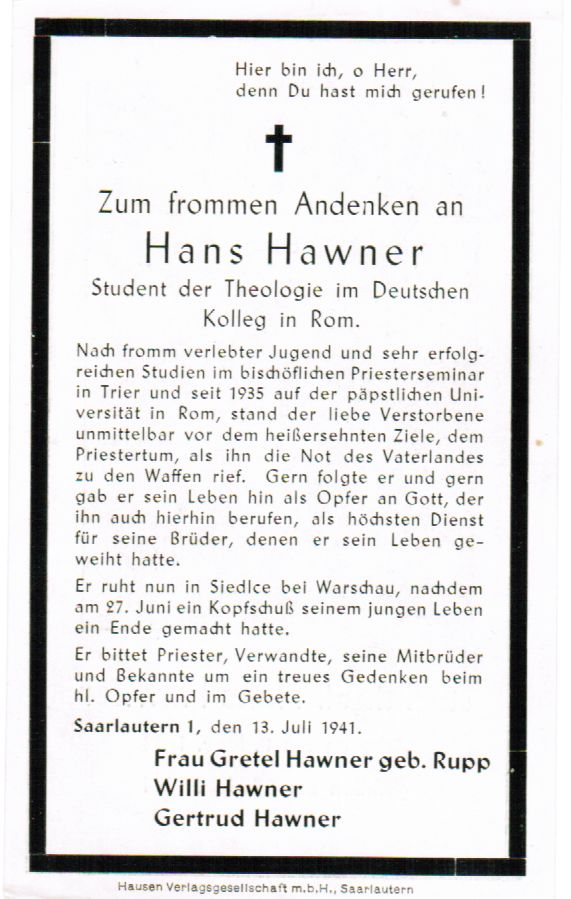 Hier bin ich, o Herr,
denn Du hast mich gerufen!
Zum frommen Andenken an
Hans Hawner
Student der Theologie im Deutschen
Kolleg in Rom.
Nach fromm verlebter Jugend und sehr erfolg-
reichen Studien im bischöflichen Priesterseminar
in Trier und seit 1935 auf der päpstlichen Uni-
versität in Rom, stand der liebe Verstorbene
unmittelbar vor dem heißersehnten Ziele, dem
Priestertum, als ihn die Not des Vaterlandes
zu den Waffen rief. Gern folgte er und gern
gab er sein Leben hin als Opfer an Gott, der
ihn auch hierhin berufen, als höchsten Dienst
für seine Brüder, denen er sein Leben ge-
weiht hatte.
Er ruht nun in Siedlce bei Warschau, nachdem
am 27. Juni ein Kopfschuß seinem jungen Leben
ein Ende gemacht hatte.
Er bittet Priester, Verwandte, seine Mitbrüder
und Bekannte um ein treues Gedenken beim
hl. Opfer und im Gebete.
Saarlautern 1, den 13. Juli 1941.
Frau Gretel Hawner geb. Rupp
Willi Hawner
Gertrud Hawner
Hausen Verlagsgesellschaft m.b.H., Saarlautern